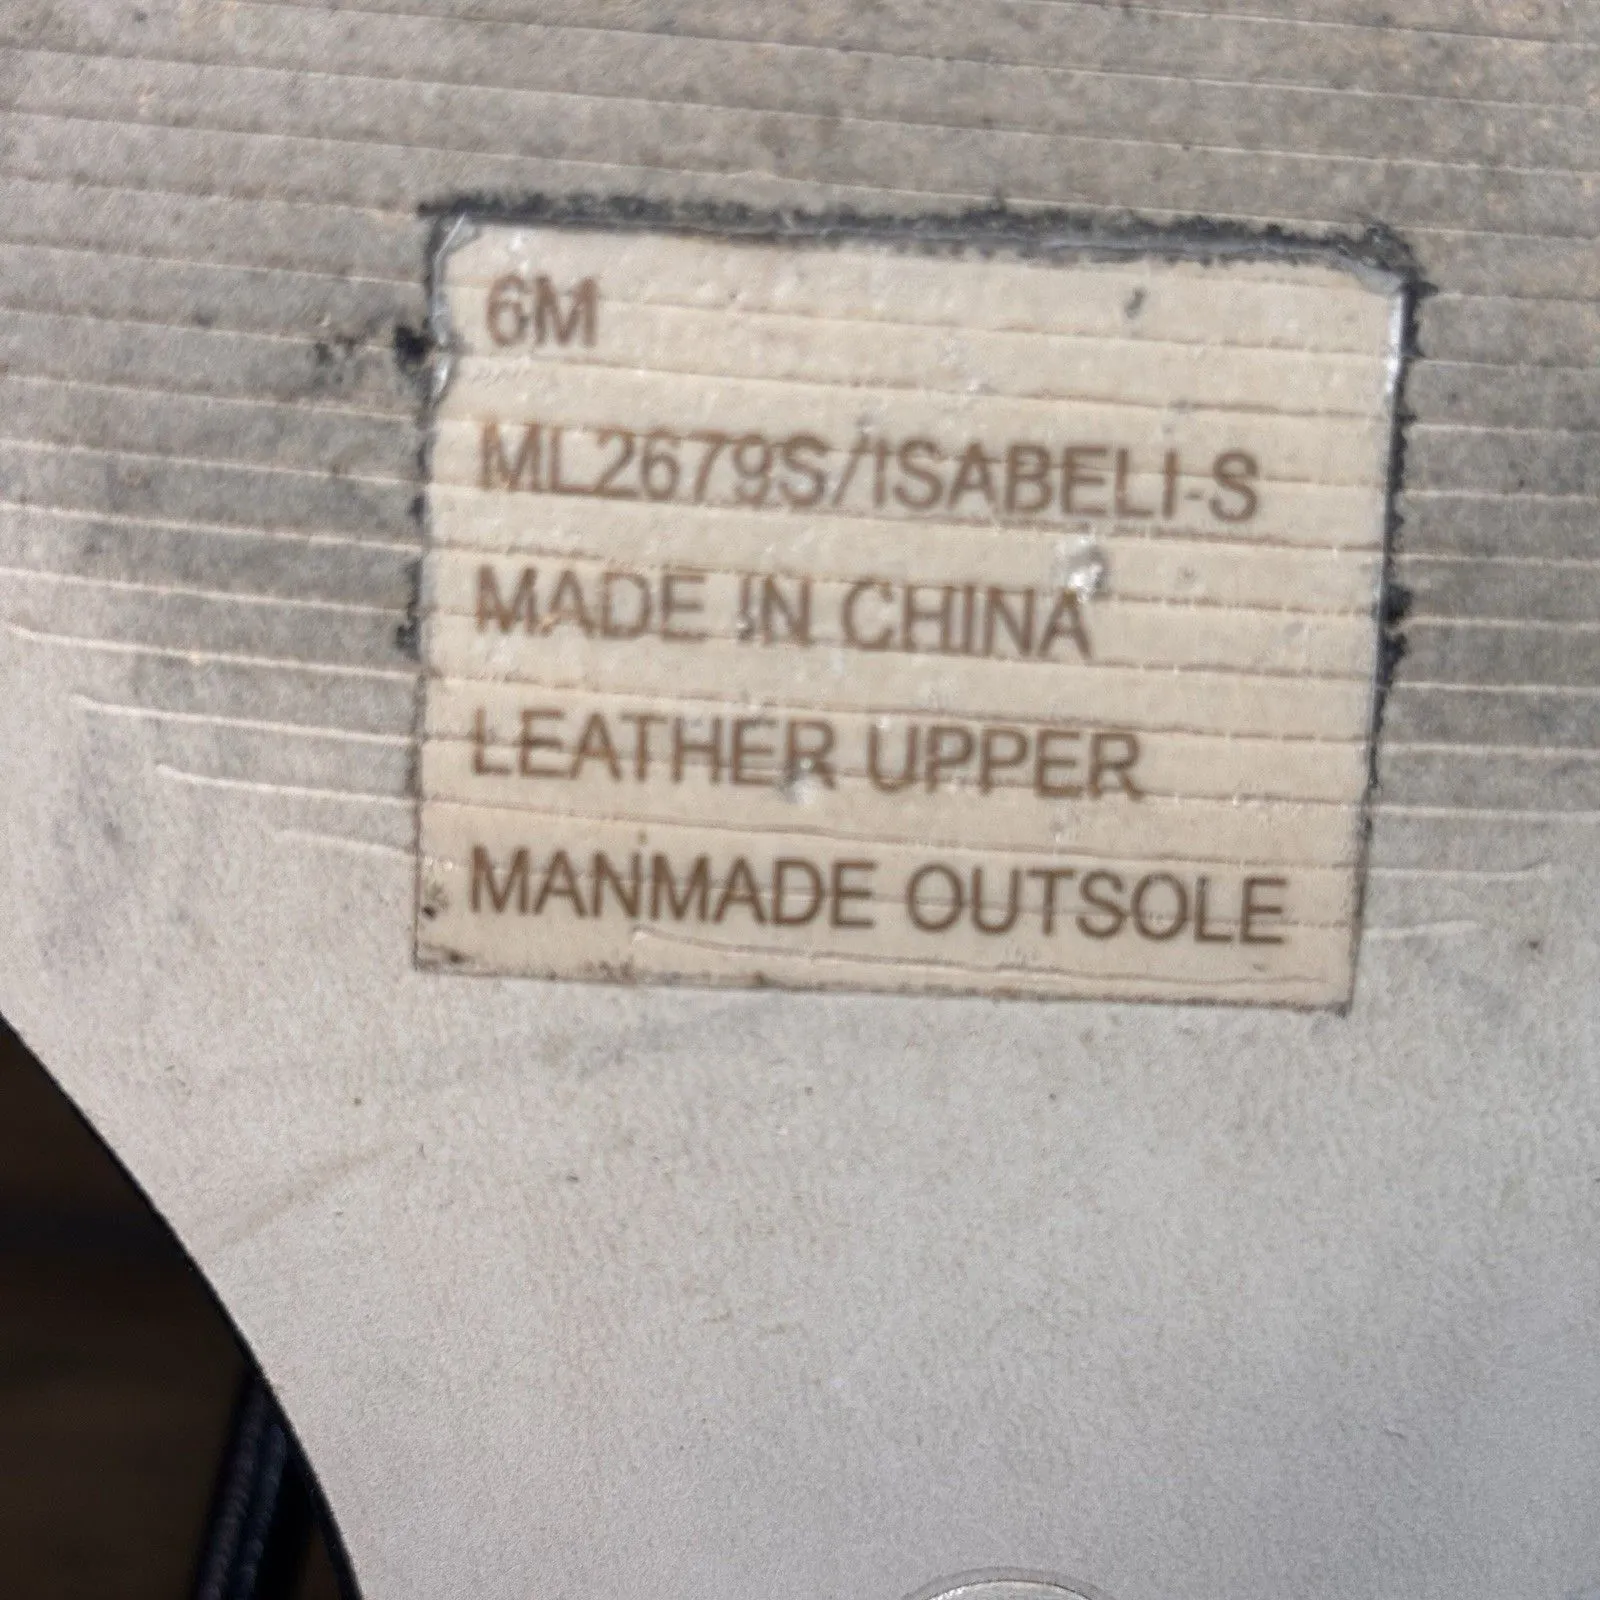 6M
ML2679S/ISABELI-S
MADE IN CHINA
LEATHER UPPER
MANMADE OUTSOLE